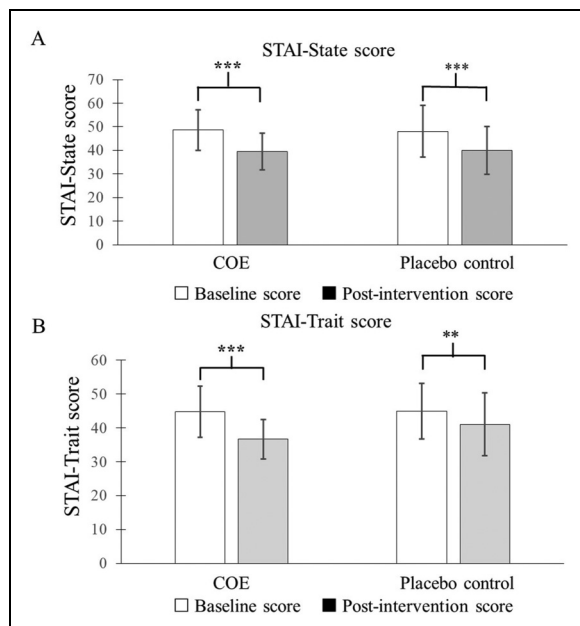 A
STAI-State score
STAI-State score
70
60
50
40
30
20
10
0
***
***
COE
Placebo control
Baseline score
Post-intervention score
B
STAI-Trait score
STAI-Trait score
60
50
40
30
20
10
0
***
**
COE
Placebo control
Baseline score
Post-intervention score